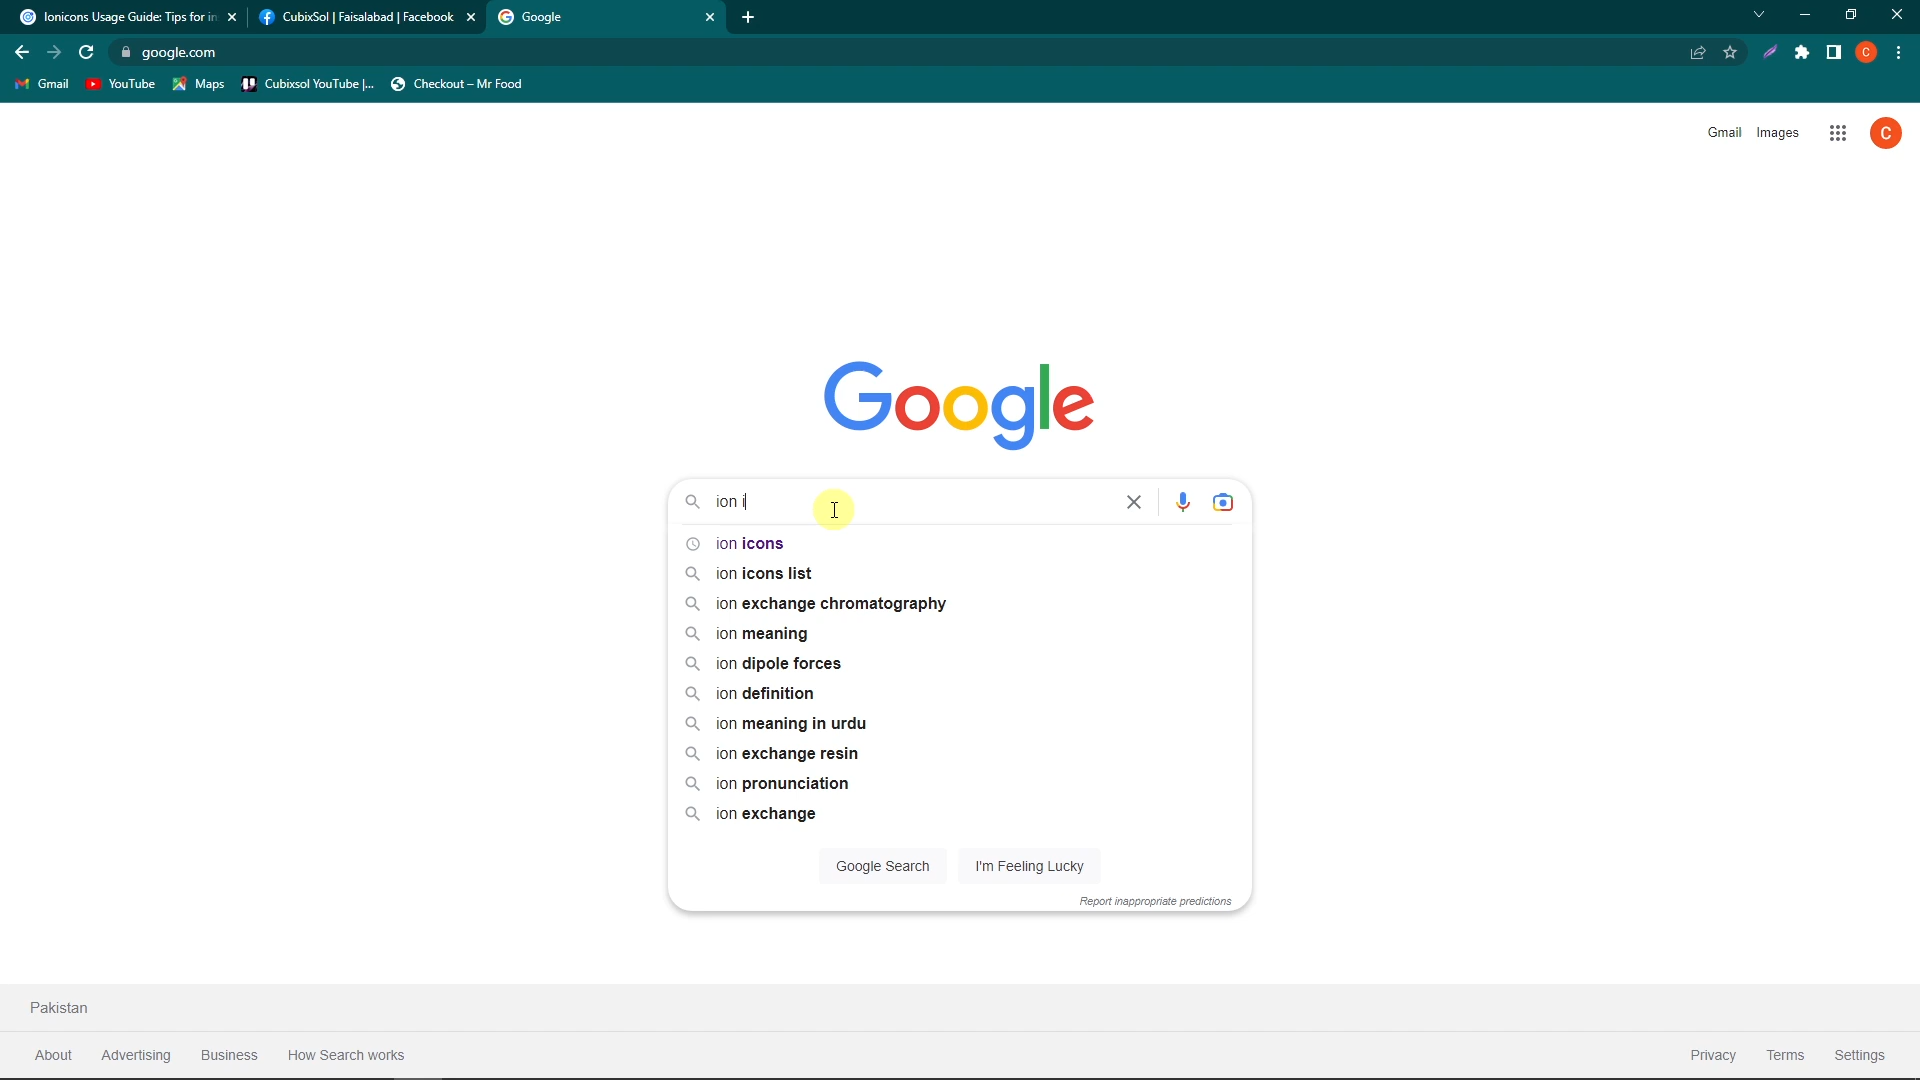 Ionicons Usage Guide: Tips for in
CubixSol | Faisalabad | Facebook
Google
google.com
C
Gmail
YouTube
Maps
Cubixsol YouTube |...
Checkout – Mr Food
Gmail
Images
C
Google
ion i
ion icons
ion icons list
ion exchange chromatography
ion meaning
ion dipole forces
ion definition
ion meaning in urdu
ion exchange resin
ion pronunciation
ion exchange
Google Search
I'm Feeling Lucky
Report inappropriate predictions
Pakistan
About
Advertising
Business
How Search works
Privacy
Terms
Settings